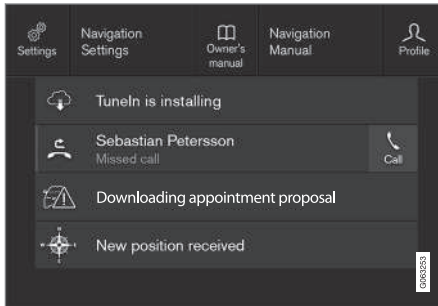 Settings
Navigation
Settings
Owner's
manual
Navigation
Manual
Profile
TuneIn is installing
Sebastian Petersson
Missed call
Call
Downloading appointment proposal
New position received
G063253